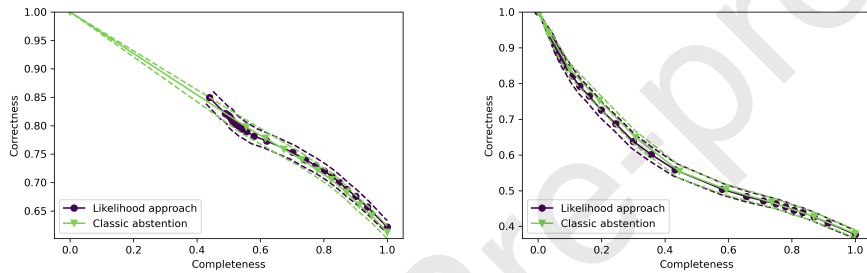 1.00
0.95
0.90
0.85
0.80
0.75
0.70
0.65
Correctness
Likelihood approach
Classic abstention
0.0 0.2 0.4 0.6 0.8 1.0
Completeness
1.0
0.9
0.8
0.7
0.6
0.5
0.4
Correctness
Likelihood approach
Classic abstention
0.0 0.2 0.4 0.6 0.8 1.0
Completeness
re-pro